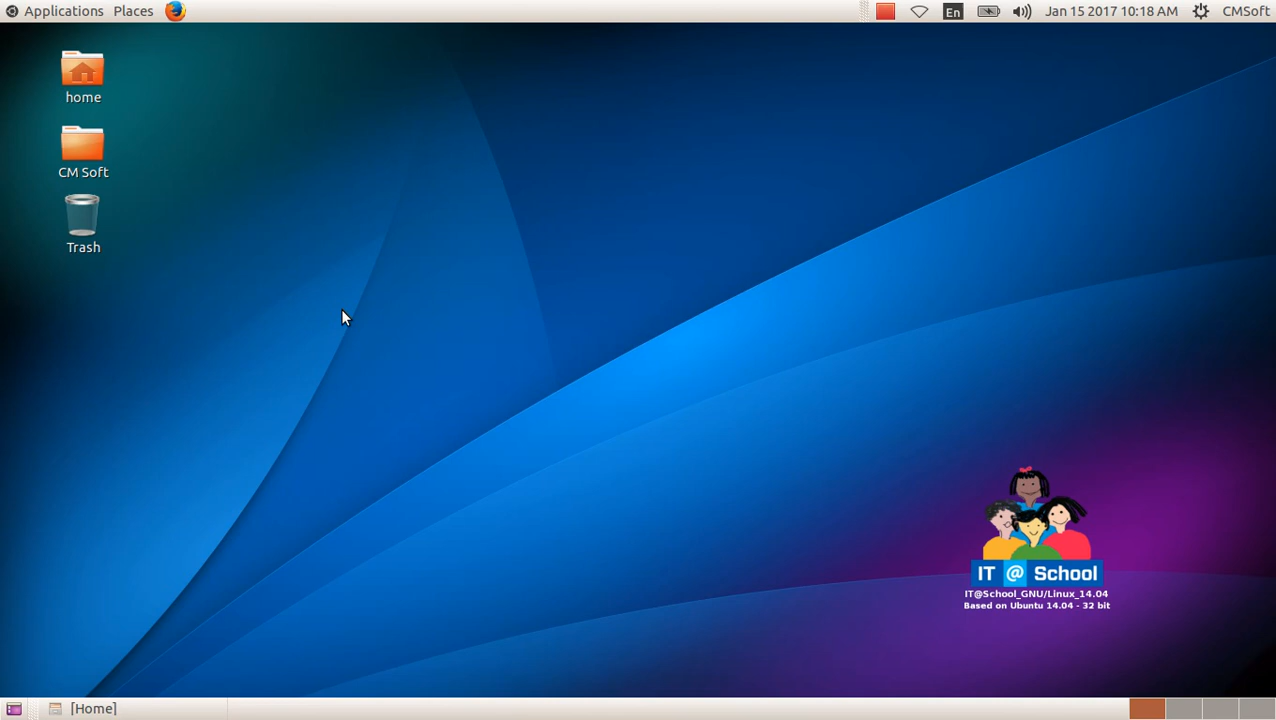 Applications Places En Jan 15 2017 10:18 AM CMSoft
home
CM Soft
Trash
IT @ School
IT@School_GNU/Linux_14.04
Based on Ubuntu 14.04 - 32 bit
[Home]